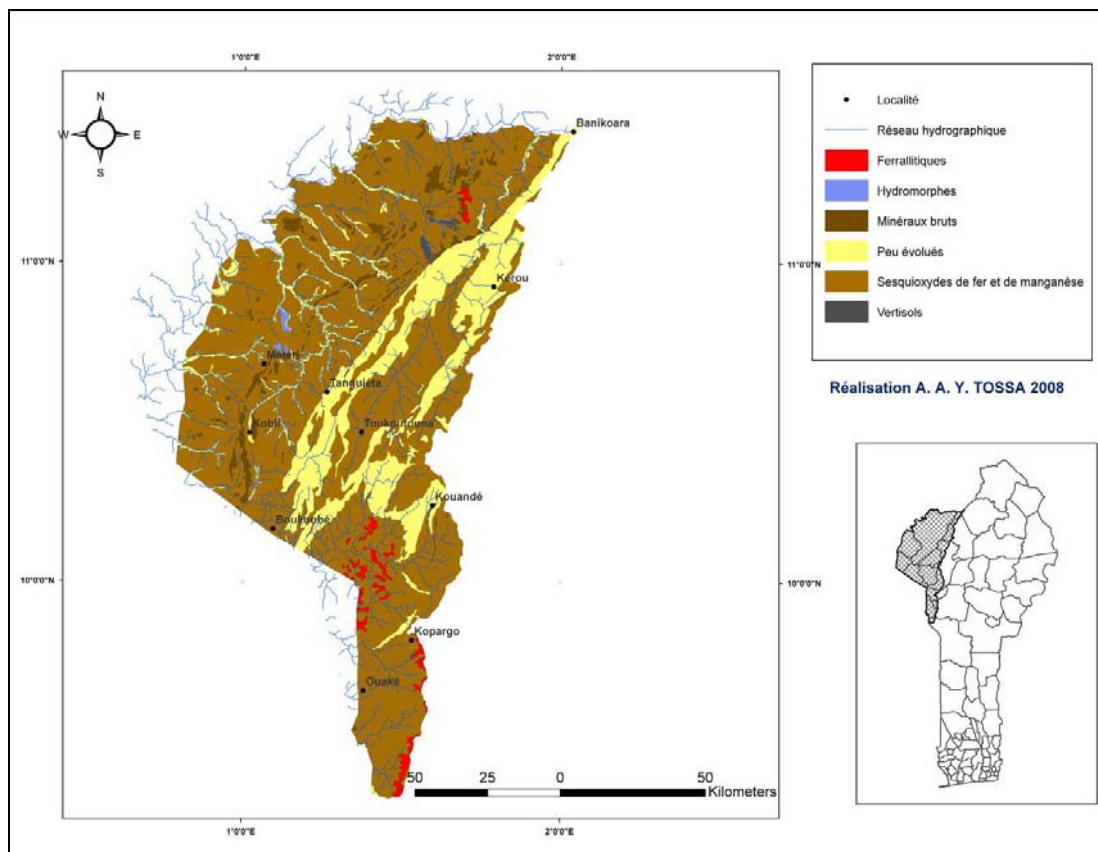 1°0'0"E 2°0'0"E
N
W E
S
Banikoara
11°0'0"N 11°0'0"N
Kérou
Matéri
Tanguiéta
Kobli
Toukoutouna
Kouandé
Boukoubé
10°0'0"N 10°0'0"N
Kopargo
Ouaké
50 25 0 50
Kilometers
1°0'0"E 2°0'0"E
Localité
Réseau hydrographique
Ferrallitiques
Hydromorphes
Minéraux bruts
Peu évolués
Sesquioxydes de fer et de manganèse
Vertisols
Réalisation A. A. Y. TOSSA 2008